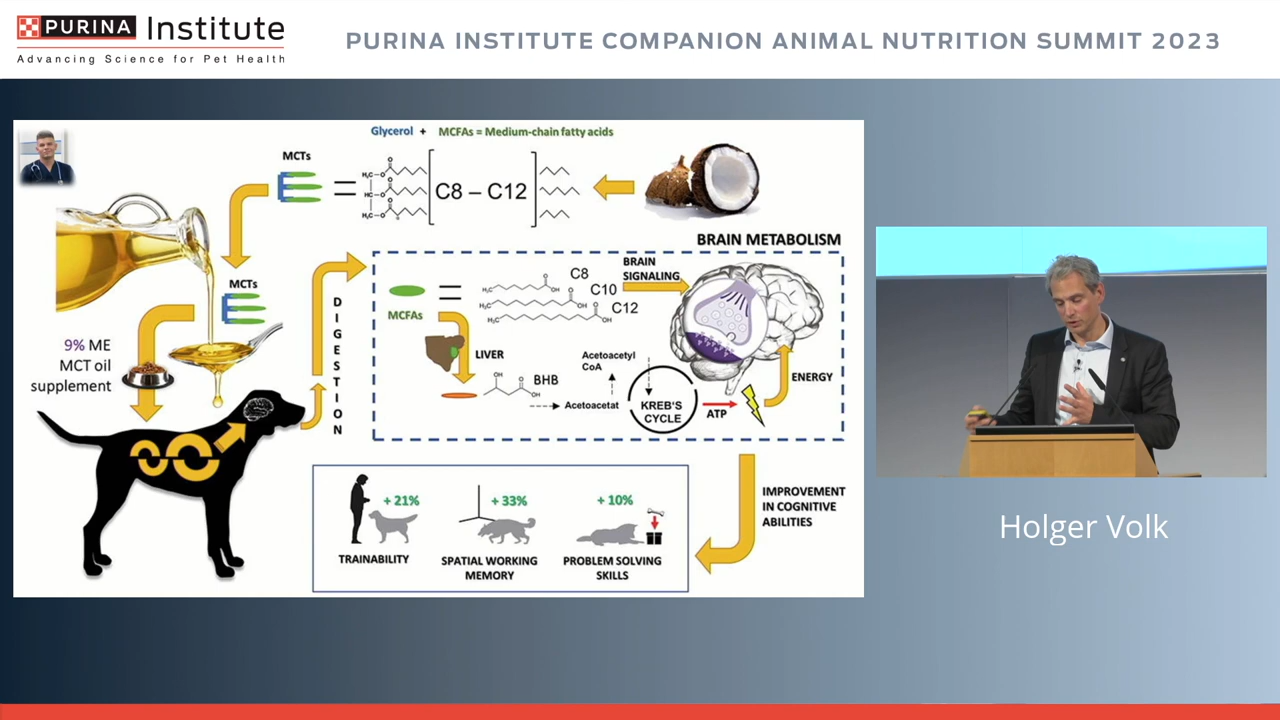 PURINA Institute
Advancing Science for Pet Health
PURINA INSTITUTE COMPANION ANIMAL NUTRITION SUMMIT 2023
Glycerol + MCFAs = Medium-chain fatty acids
MCTs
C8 – C12
BRAIN METABOLISM
MCTs
9% ME
MCT oil
supplement
DIGESTION
MCFAs
C8
C10
C12
BRAIN
SIGNALING
LIVER
OH
BHB
Acetoacetyl
CoA
Acetoacetat
KREB'S
CYCLE
ATP
ENERGY
IMPROVEMENT
IN COGNITIVE
ABILITIES
+ 21%
TRAINABILITY
+ 33%
SPATIAL WORKING
MEMORY
+ 10%
PROBLEM SOLVING
SKILLS
Holger Volk